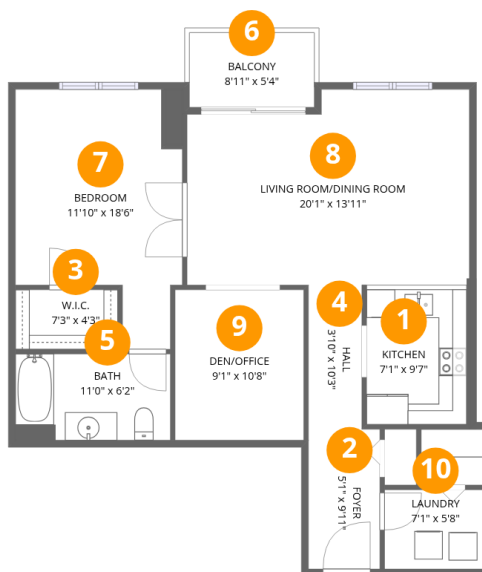 6
BALCONY
8'11" x 5'4"
7
BEDROOM
11'10" x 18'6"
8
LIVING ROOM/DINING ROOM
20'1" x 13'11"
3
W.I.C.
7'3" x 4'3"
4
HALL
3'10" x 10'3"
1
KITCHEN
7'1" x 9'7"
9
DEN/OFFICE
9'1" x 10'8"
5
BATH
11'0" x 6'2"
2
FOYER
5'1" x 9'11"
10
LAUNDRY
7'1" x 5'8"